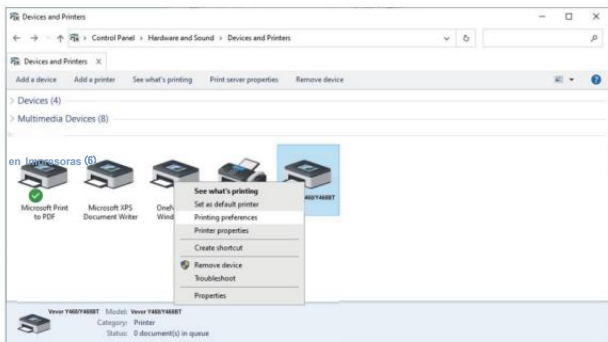 Devices and Printers
Control Panel > Hardware and Sound > Devices and Printers
Devices and Printers X
Add a device Add a printer See what's printing Print server properties Remove device
> Devices (4)
> Multimedia Devices (8)
en Impresoras (6)
Microsoft Print to PDF
Microsoft XPS Document Writer
See what's printing
Set as default printer
Printing preferences
Printer properties
Create shortcut
Remove device
Troubleshoot
Properties
Vevor Y468/Y468BT Model: Vevor Y468/Y468BT
Category: Printer
Status: 0 document(s) in queue